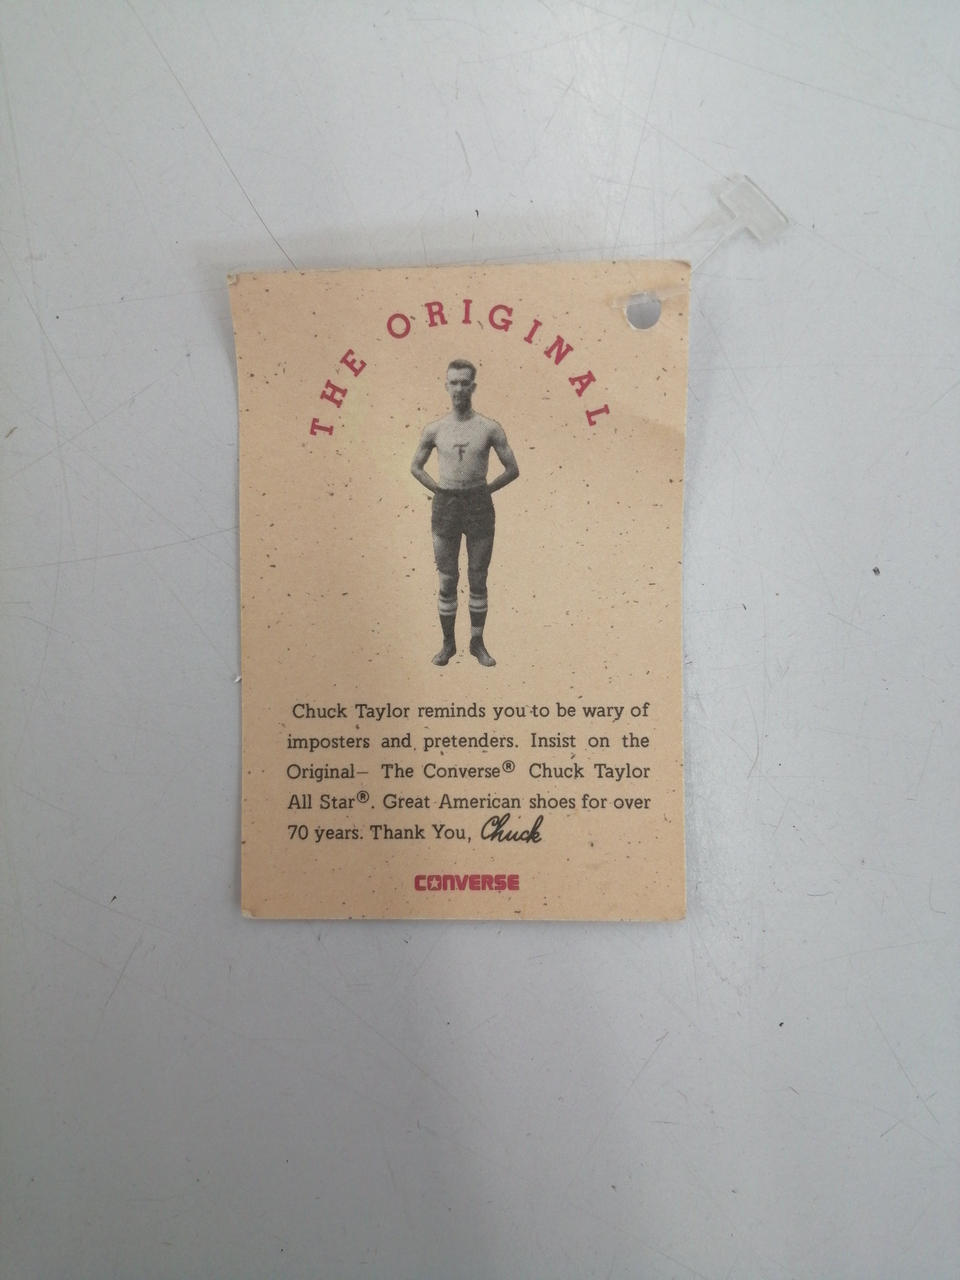 THE ORIGINAL
F
Chuck Taylor reminds you to be wary of
imposters and pretenders. Insist on the
Original— The Converse® Chuck Taylor
All Star®. Great American shoes for over
70 years. Thank You, Chuck
CONVERSE